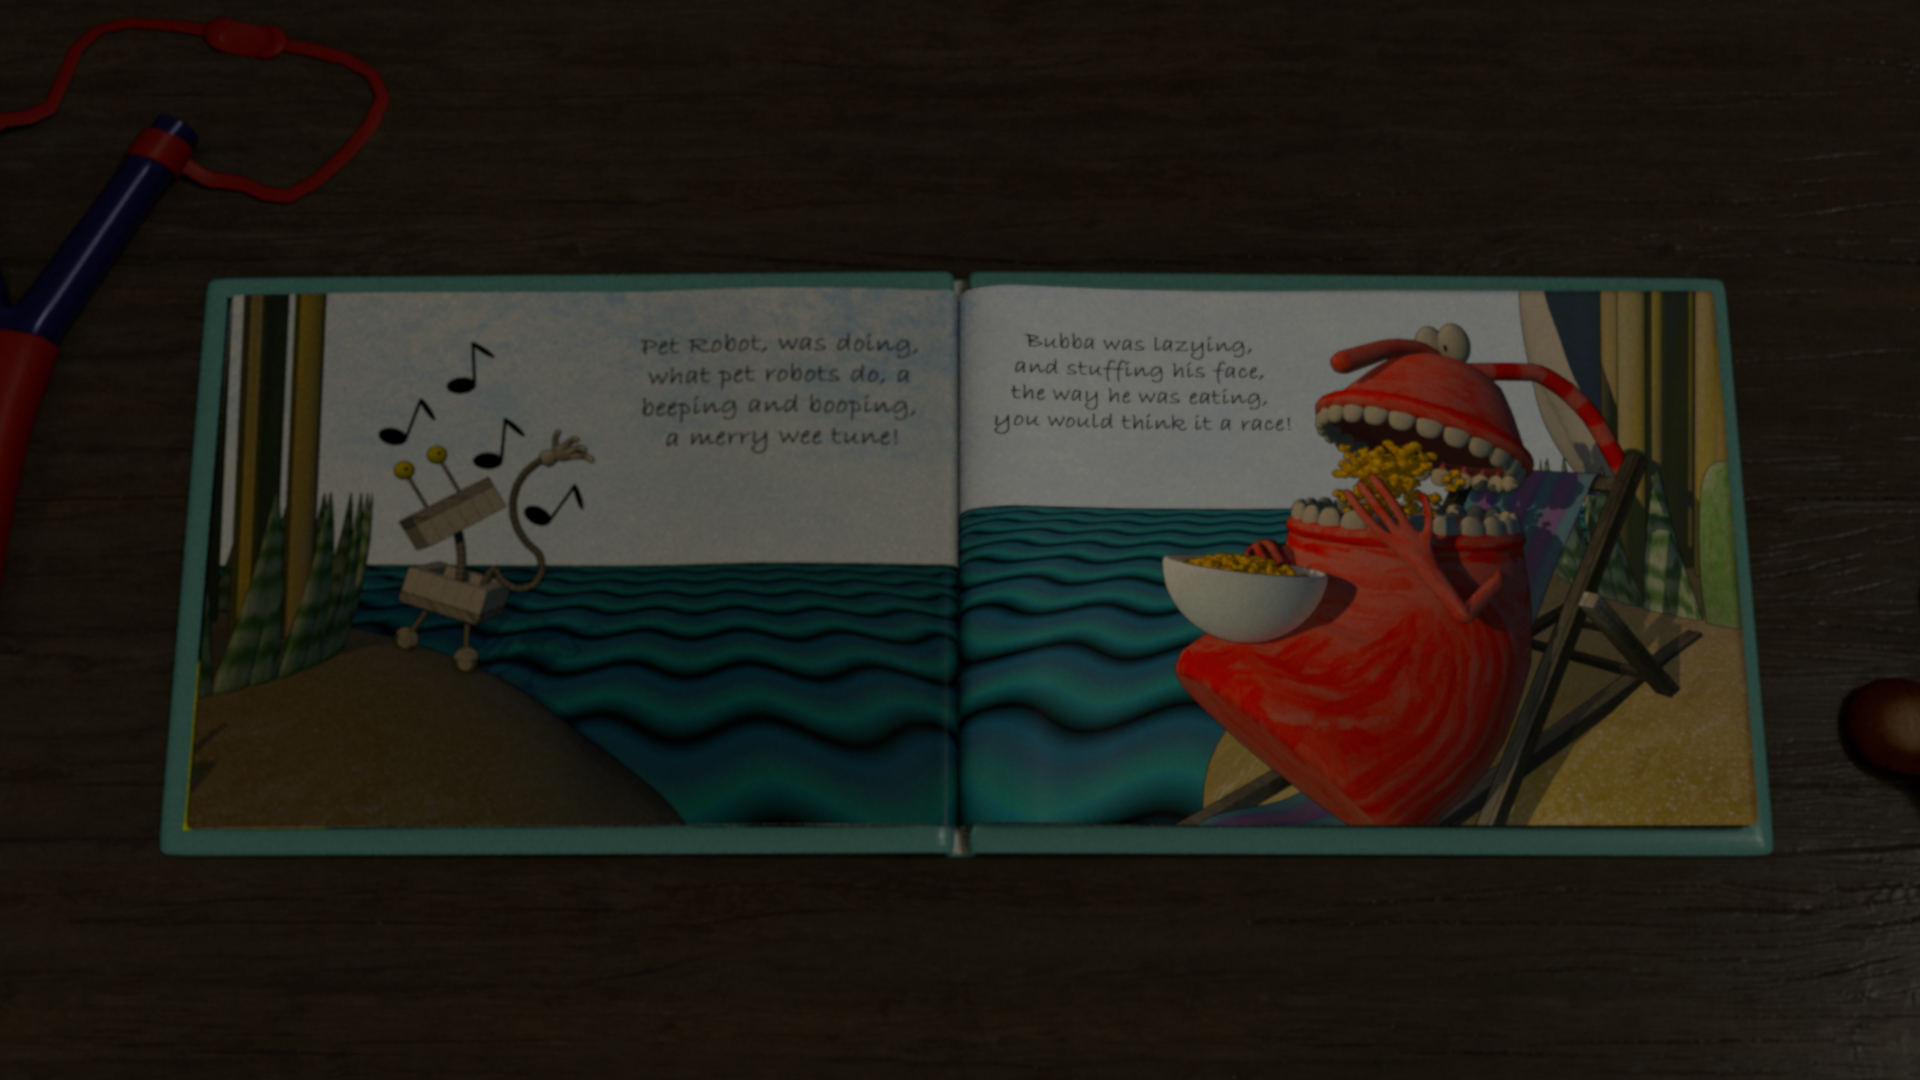 Pet Robot, was doing,
what pet robots do, a
beeping and booping,
a merry wee tune!
Bubba was lazying,
and stuffing his face,
the way he was eating,
you would think it a race!